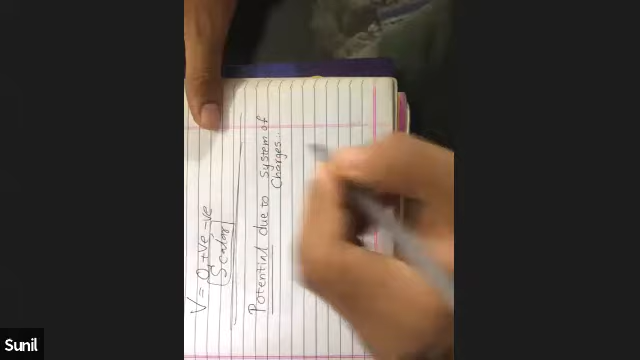 V = 0, +ve, -ve
Scalar
Potential due to system of
Charges:
Sunil